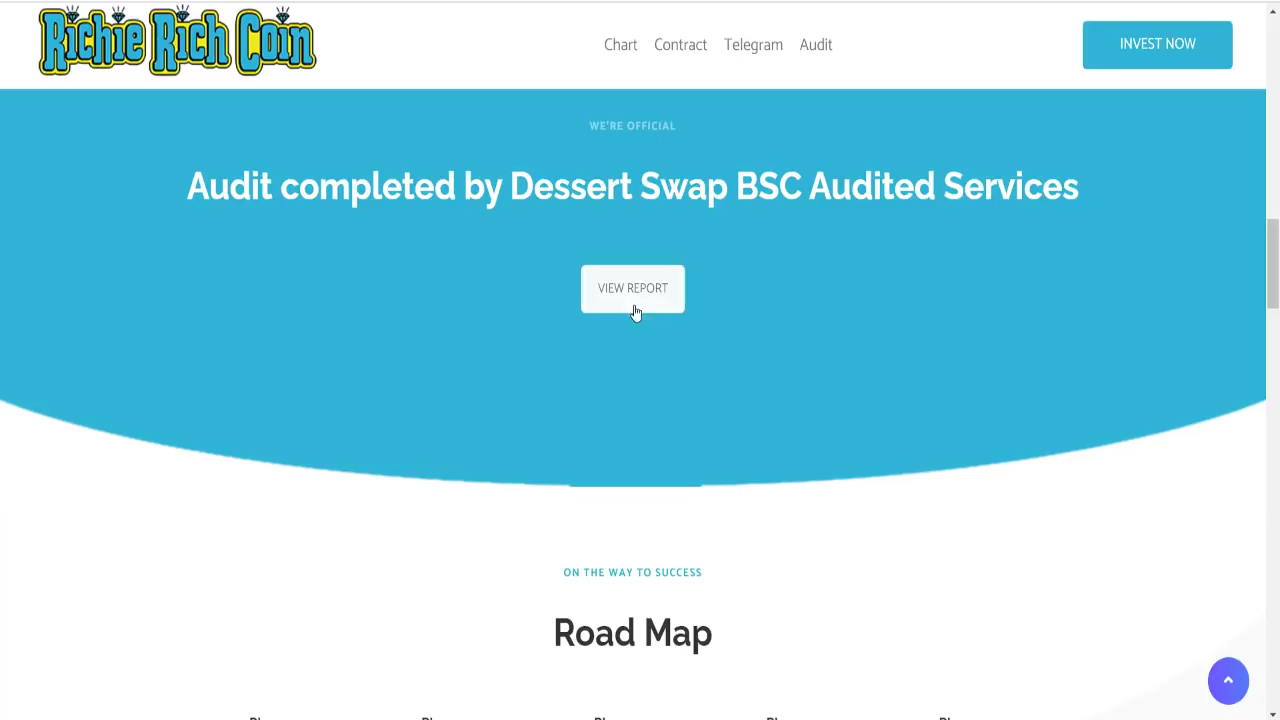 Richie Rich Coin
Chart Contract Telegram Audit
INVEST NOW
WE'RE OFFICIAL
Audit completed by Dessert Swap BSC Audited Services
VIEW REPORT
ON THE WAY TO SUCCESS
Road Map